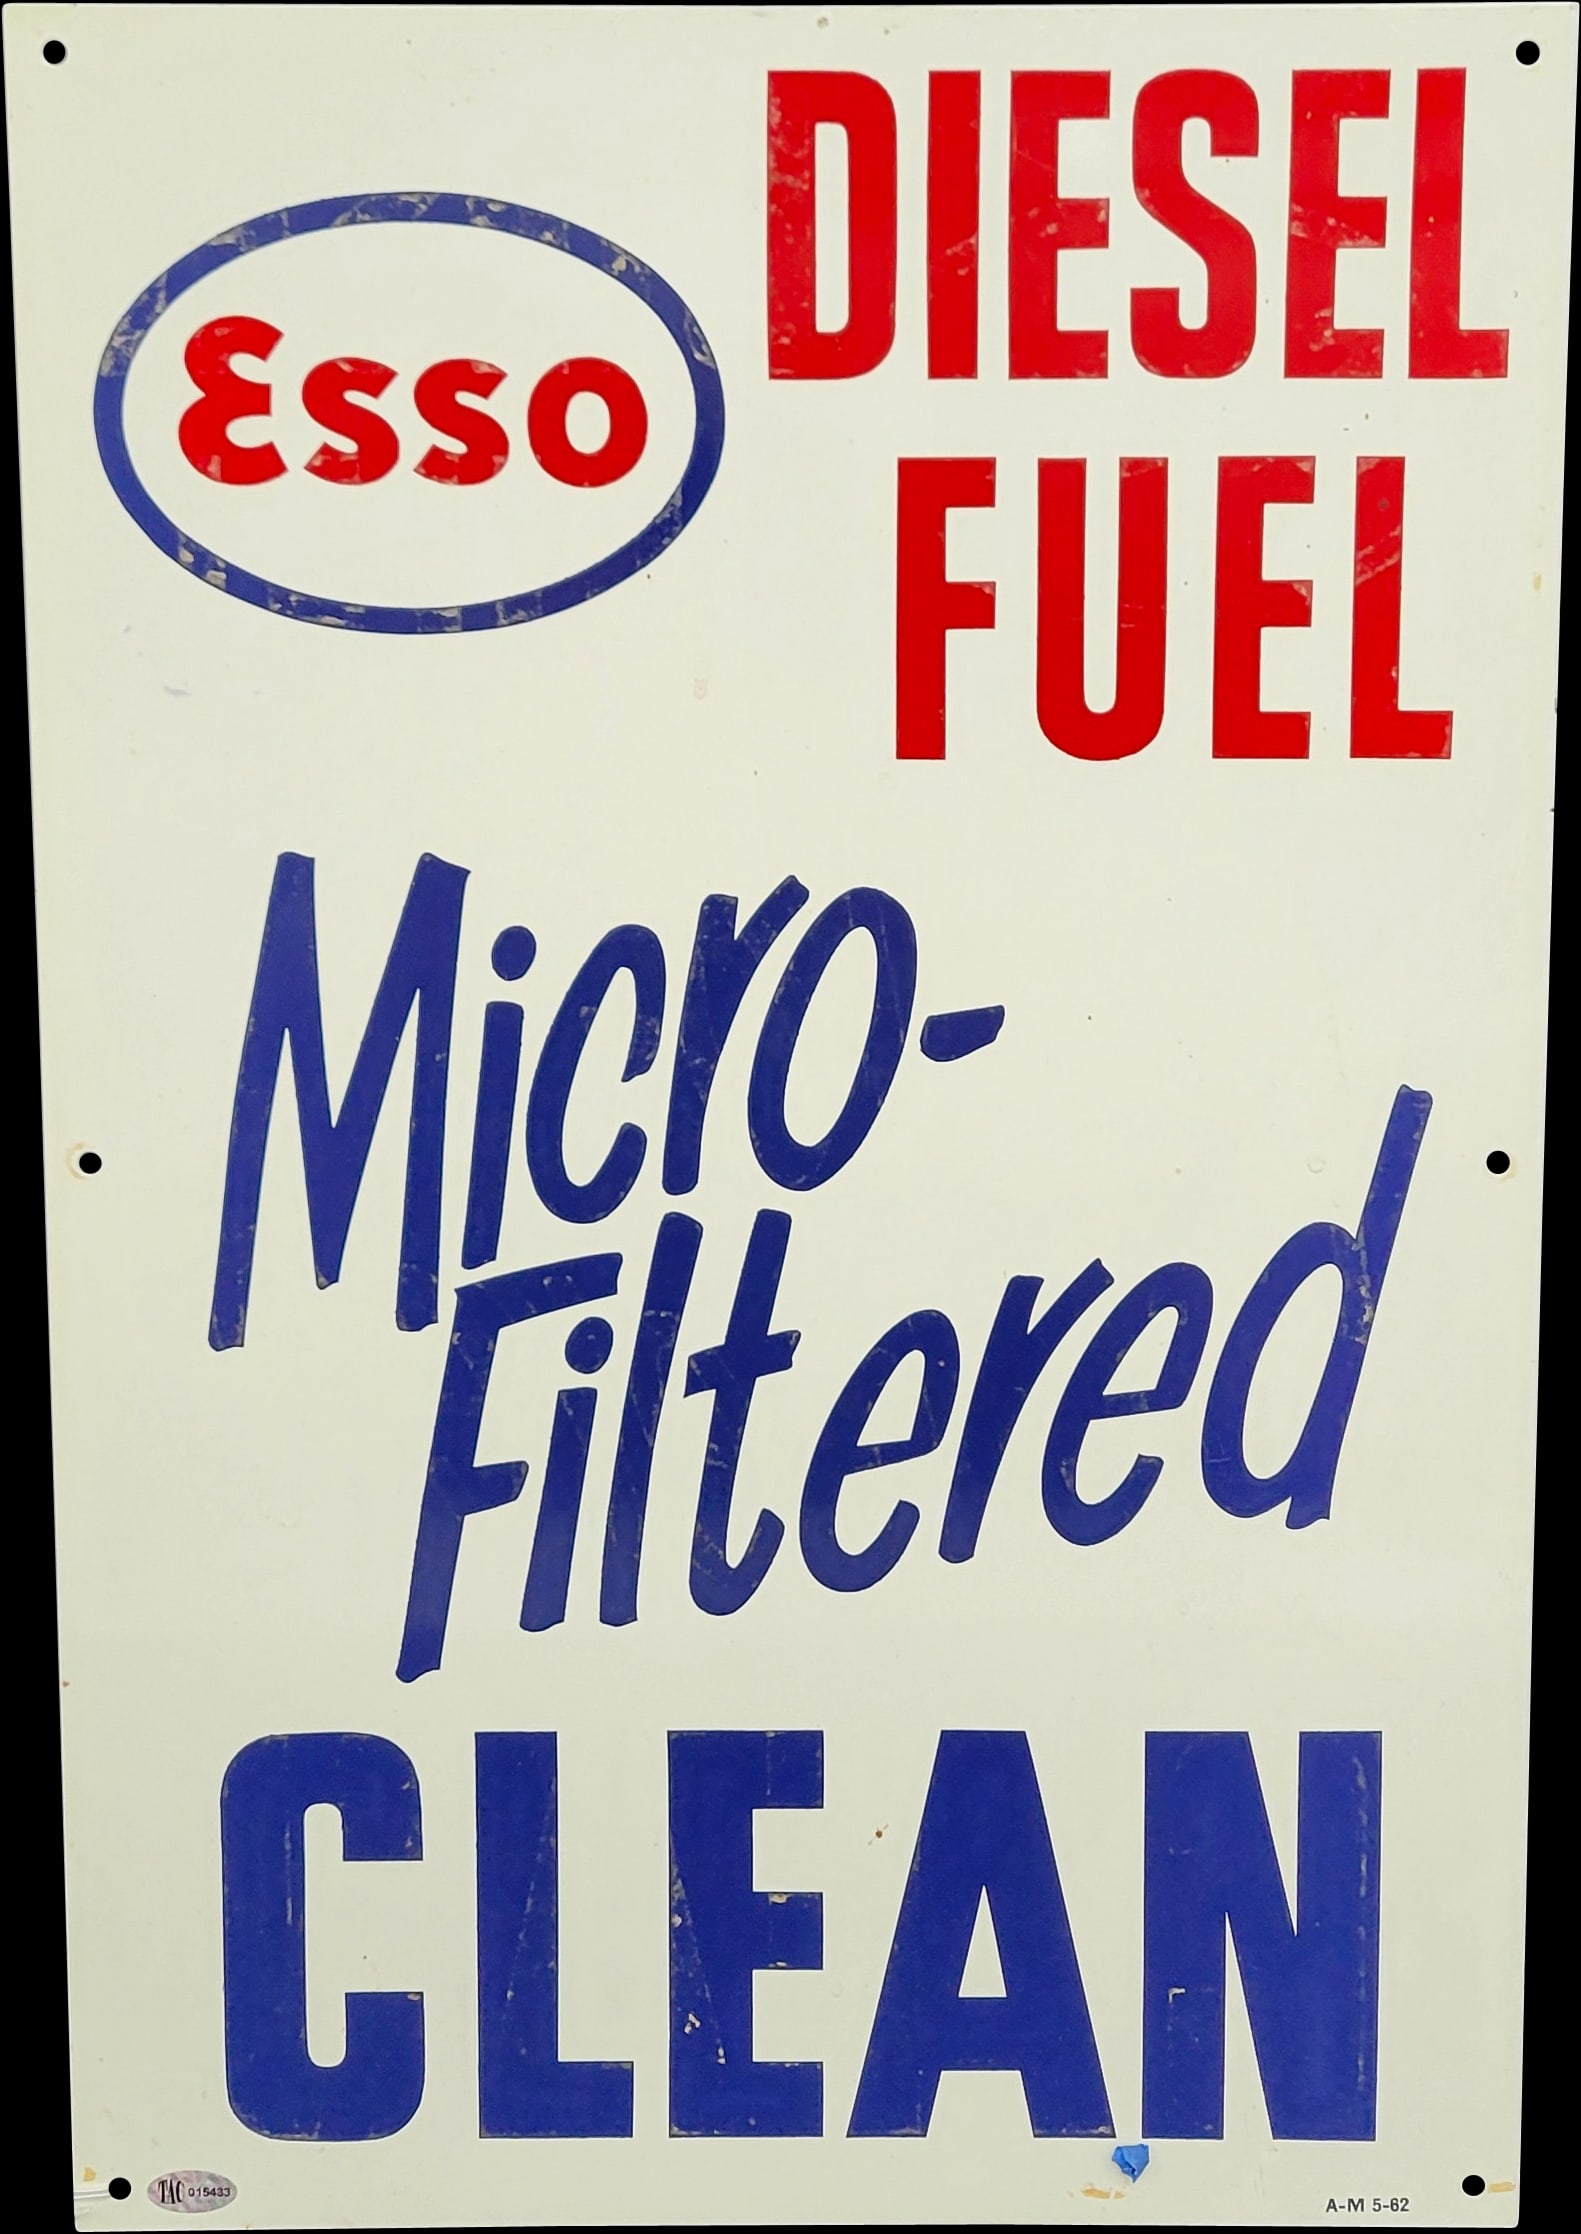 Esso
DIESEL
FUEL
Micro-
Filtered
CLEAN
TAC 015433
A-M 5-62